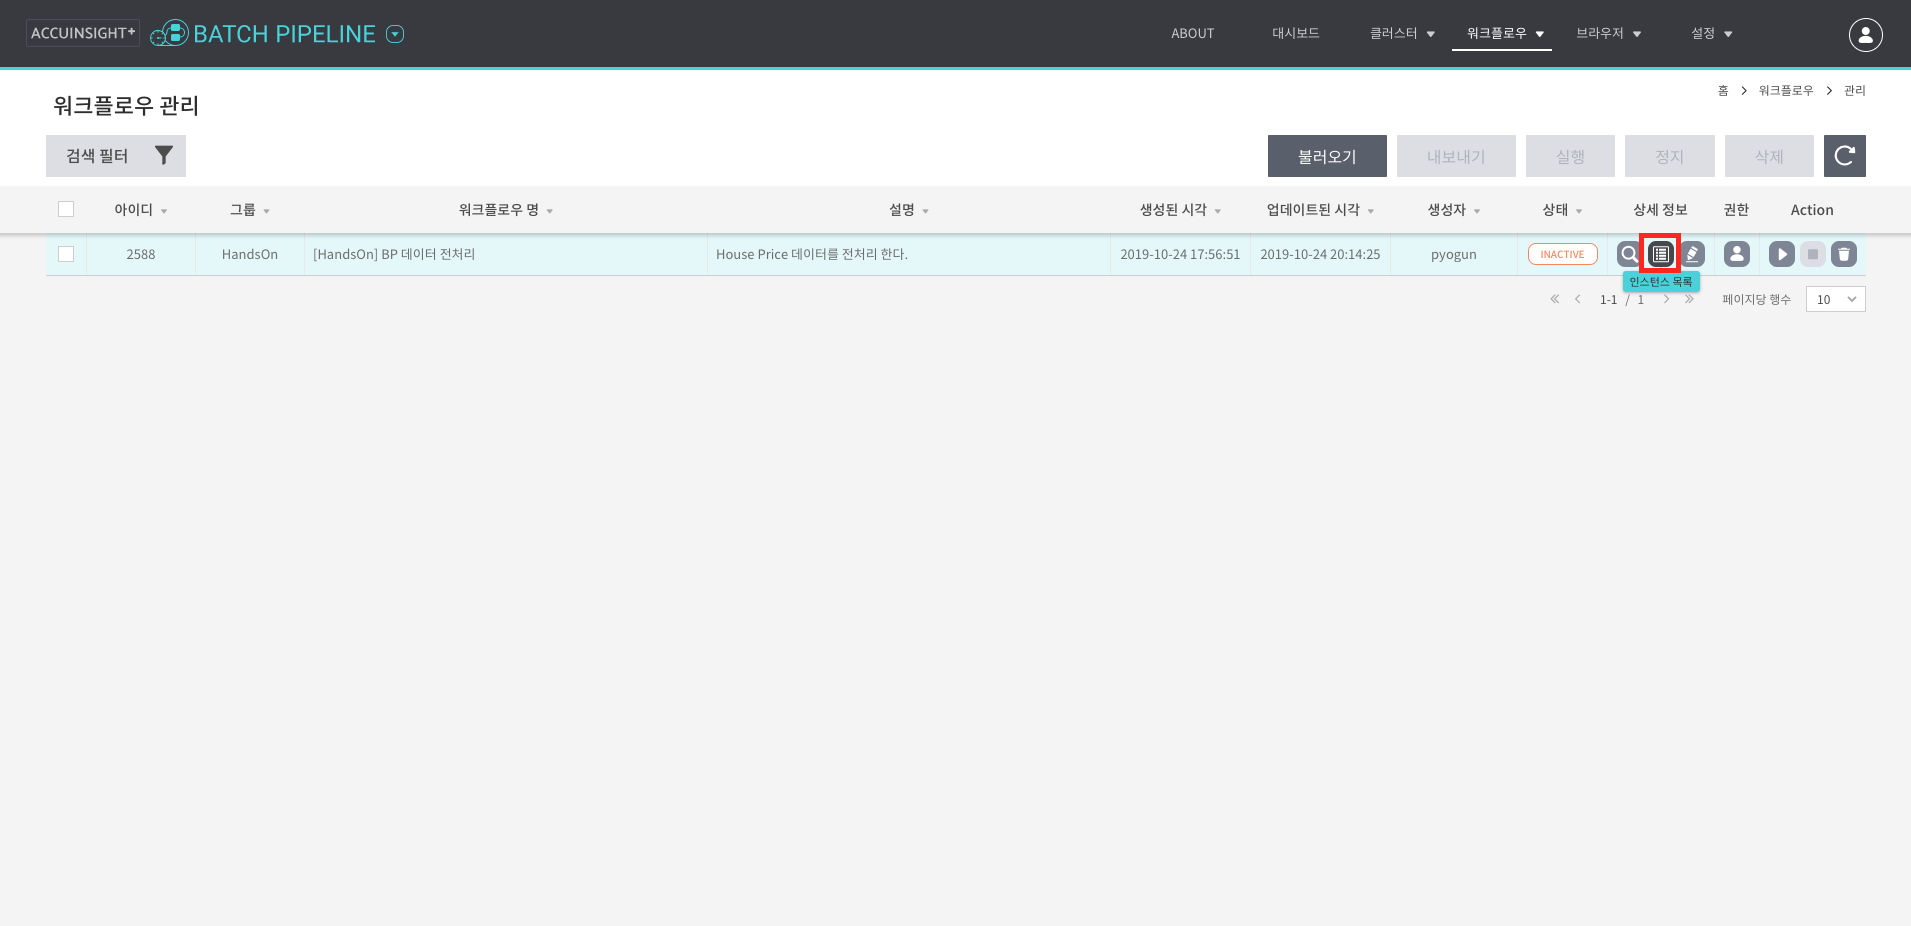 ACCUINSIGHT+ BATCH PIPELINE ABOUT 대시보드 클러스터 워크플로우 브라우저 설정
홈 > 워크플로우 > 관리
워크플로우 관리
검색 필터 불러오기 내보내기 실행 정지 삭제
아이디 그룹 워크플로우 명 설명 생성된 시각 업데이트된 시각 생성자 상태 상세 정보 권한 Action
2588 HandsOn [HandsOn] BP 데이터 전처리 House Price 데이터를 전처리 한다. 2019-10-24 17:56:51 2019-10-24 20:14:25 pyogun INACTIVE
인스턴스 목록
1-1 / 1 페이지당 행수 10